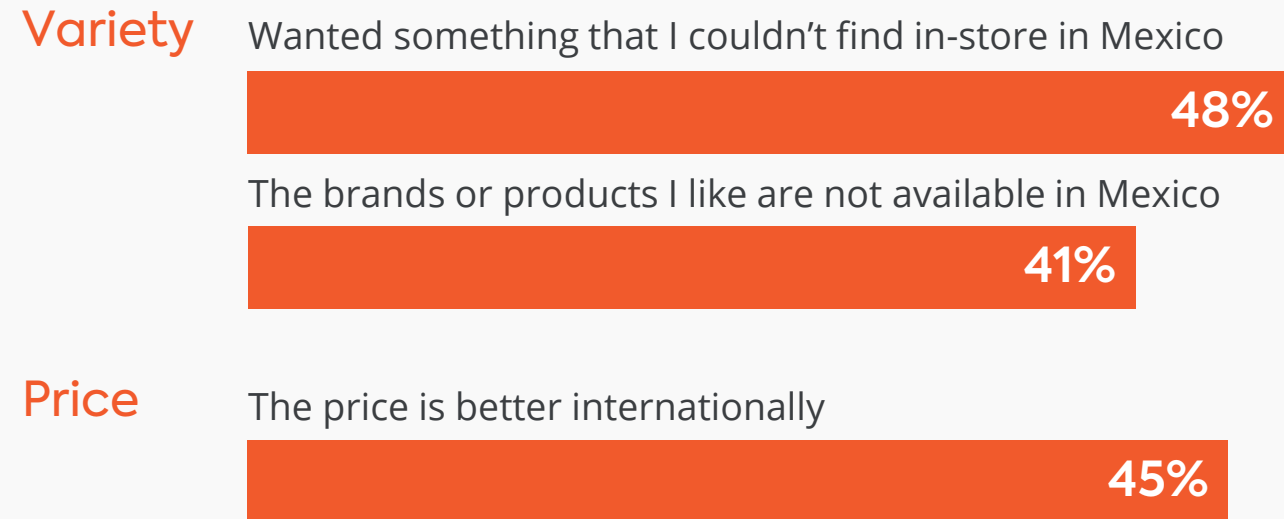 Variety
Wanted something that I couldn’t find in-store in Mexico
48%
The brands or products I like are not available in Mexico
41%
Price
The price is better internationally
45%